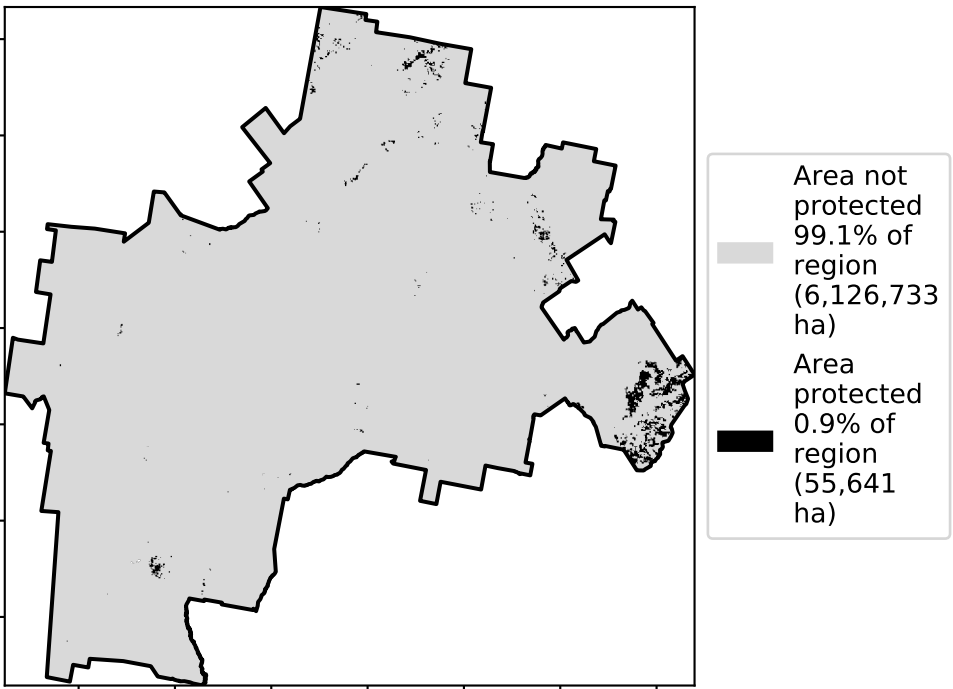 Area not
protected
99.1% of
region
(6,126,733
ha)
Area
protected
0.9% of
region
(55,641
ha)